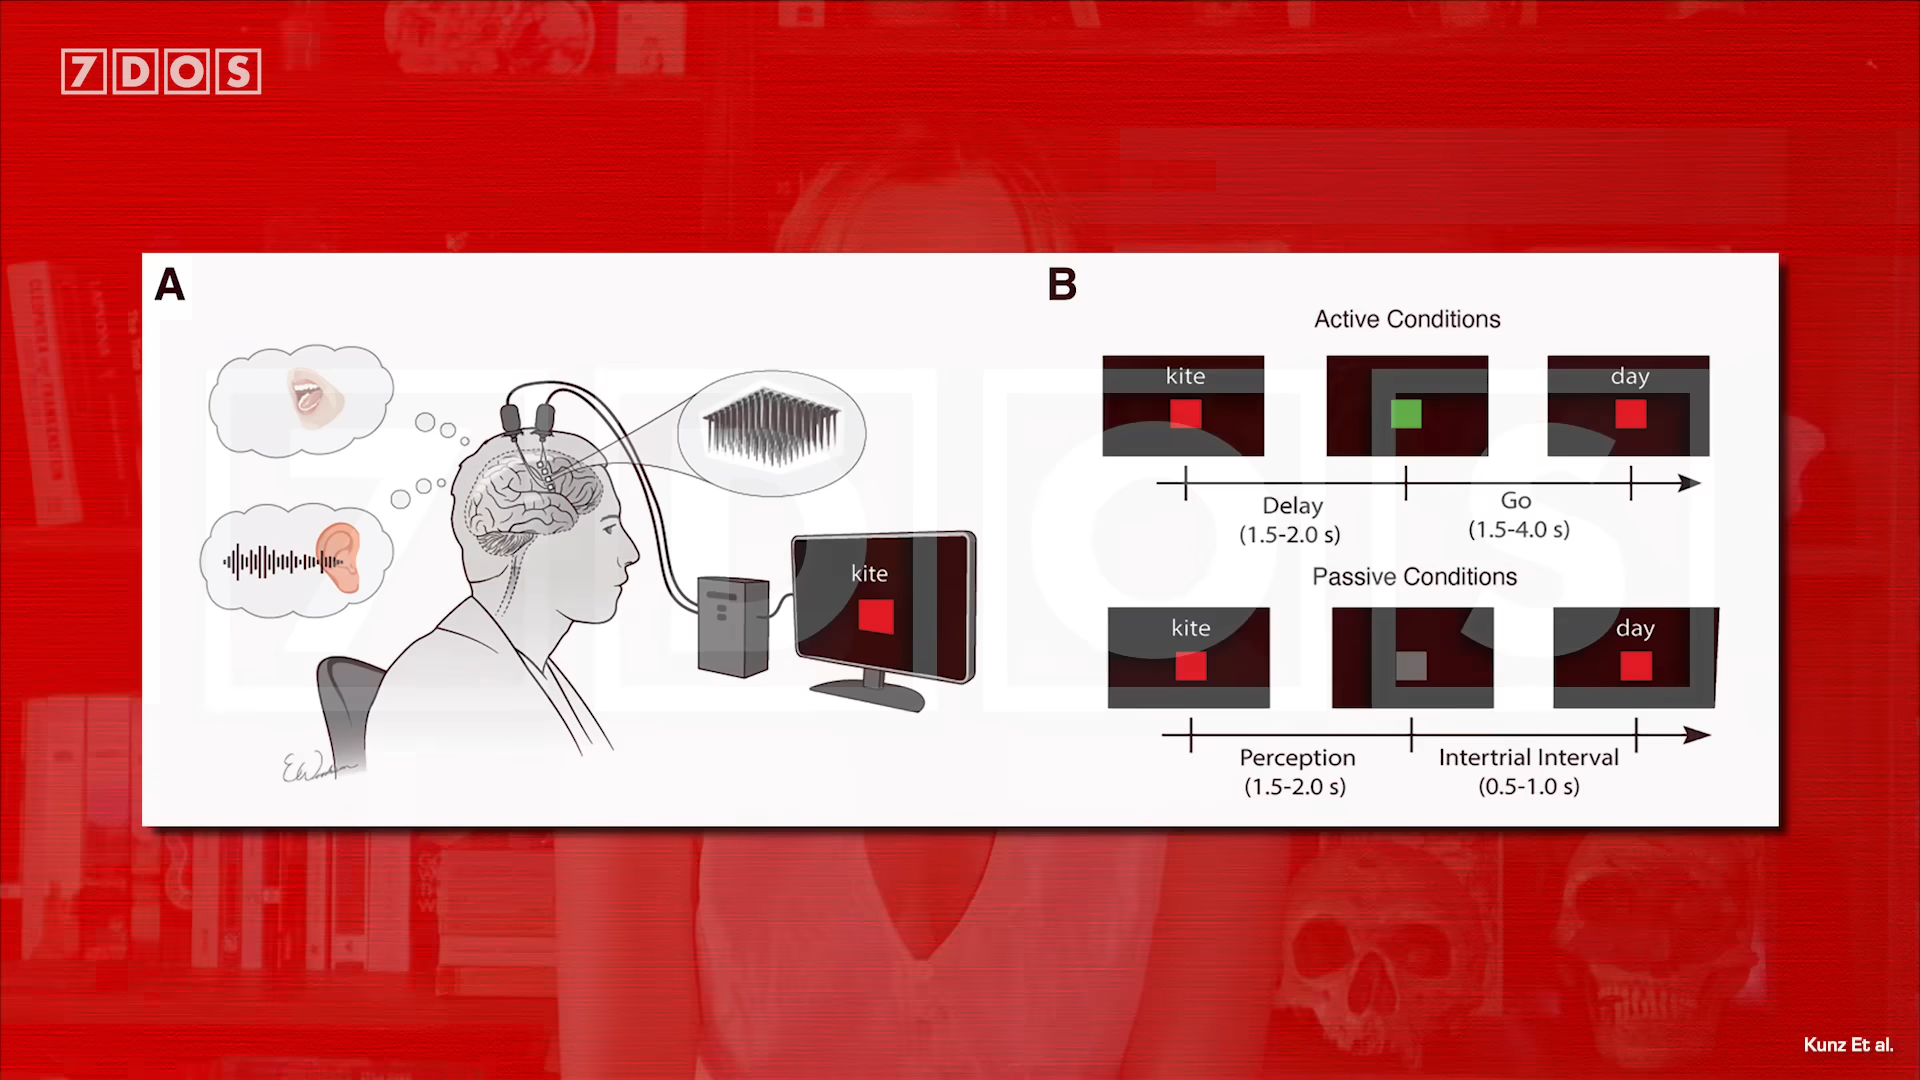 7DOS
A
B
Active Conditions
kite
day
Delay
(1.5-2.0 s)
Go
(1.5-4.0 s)
kite
Passive Conditions
kite
day
Perception
(1.5-2.0 s)
Intertrial Interval
(0.5-1.0 s)
Kunz Et al.